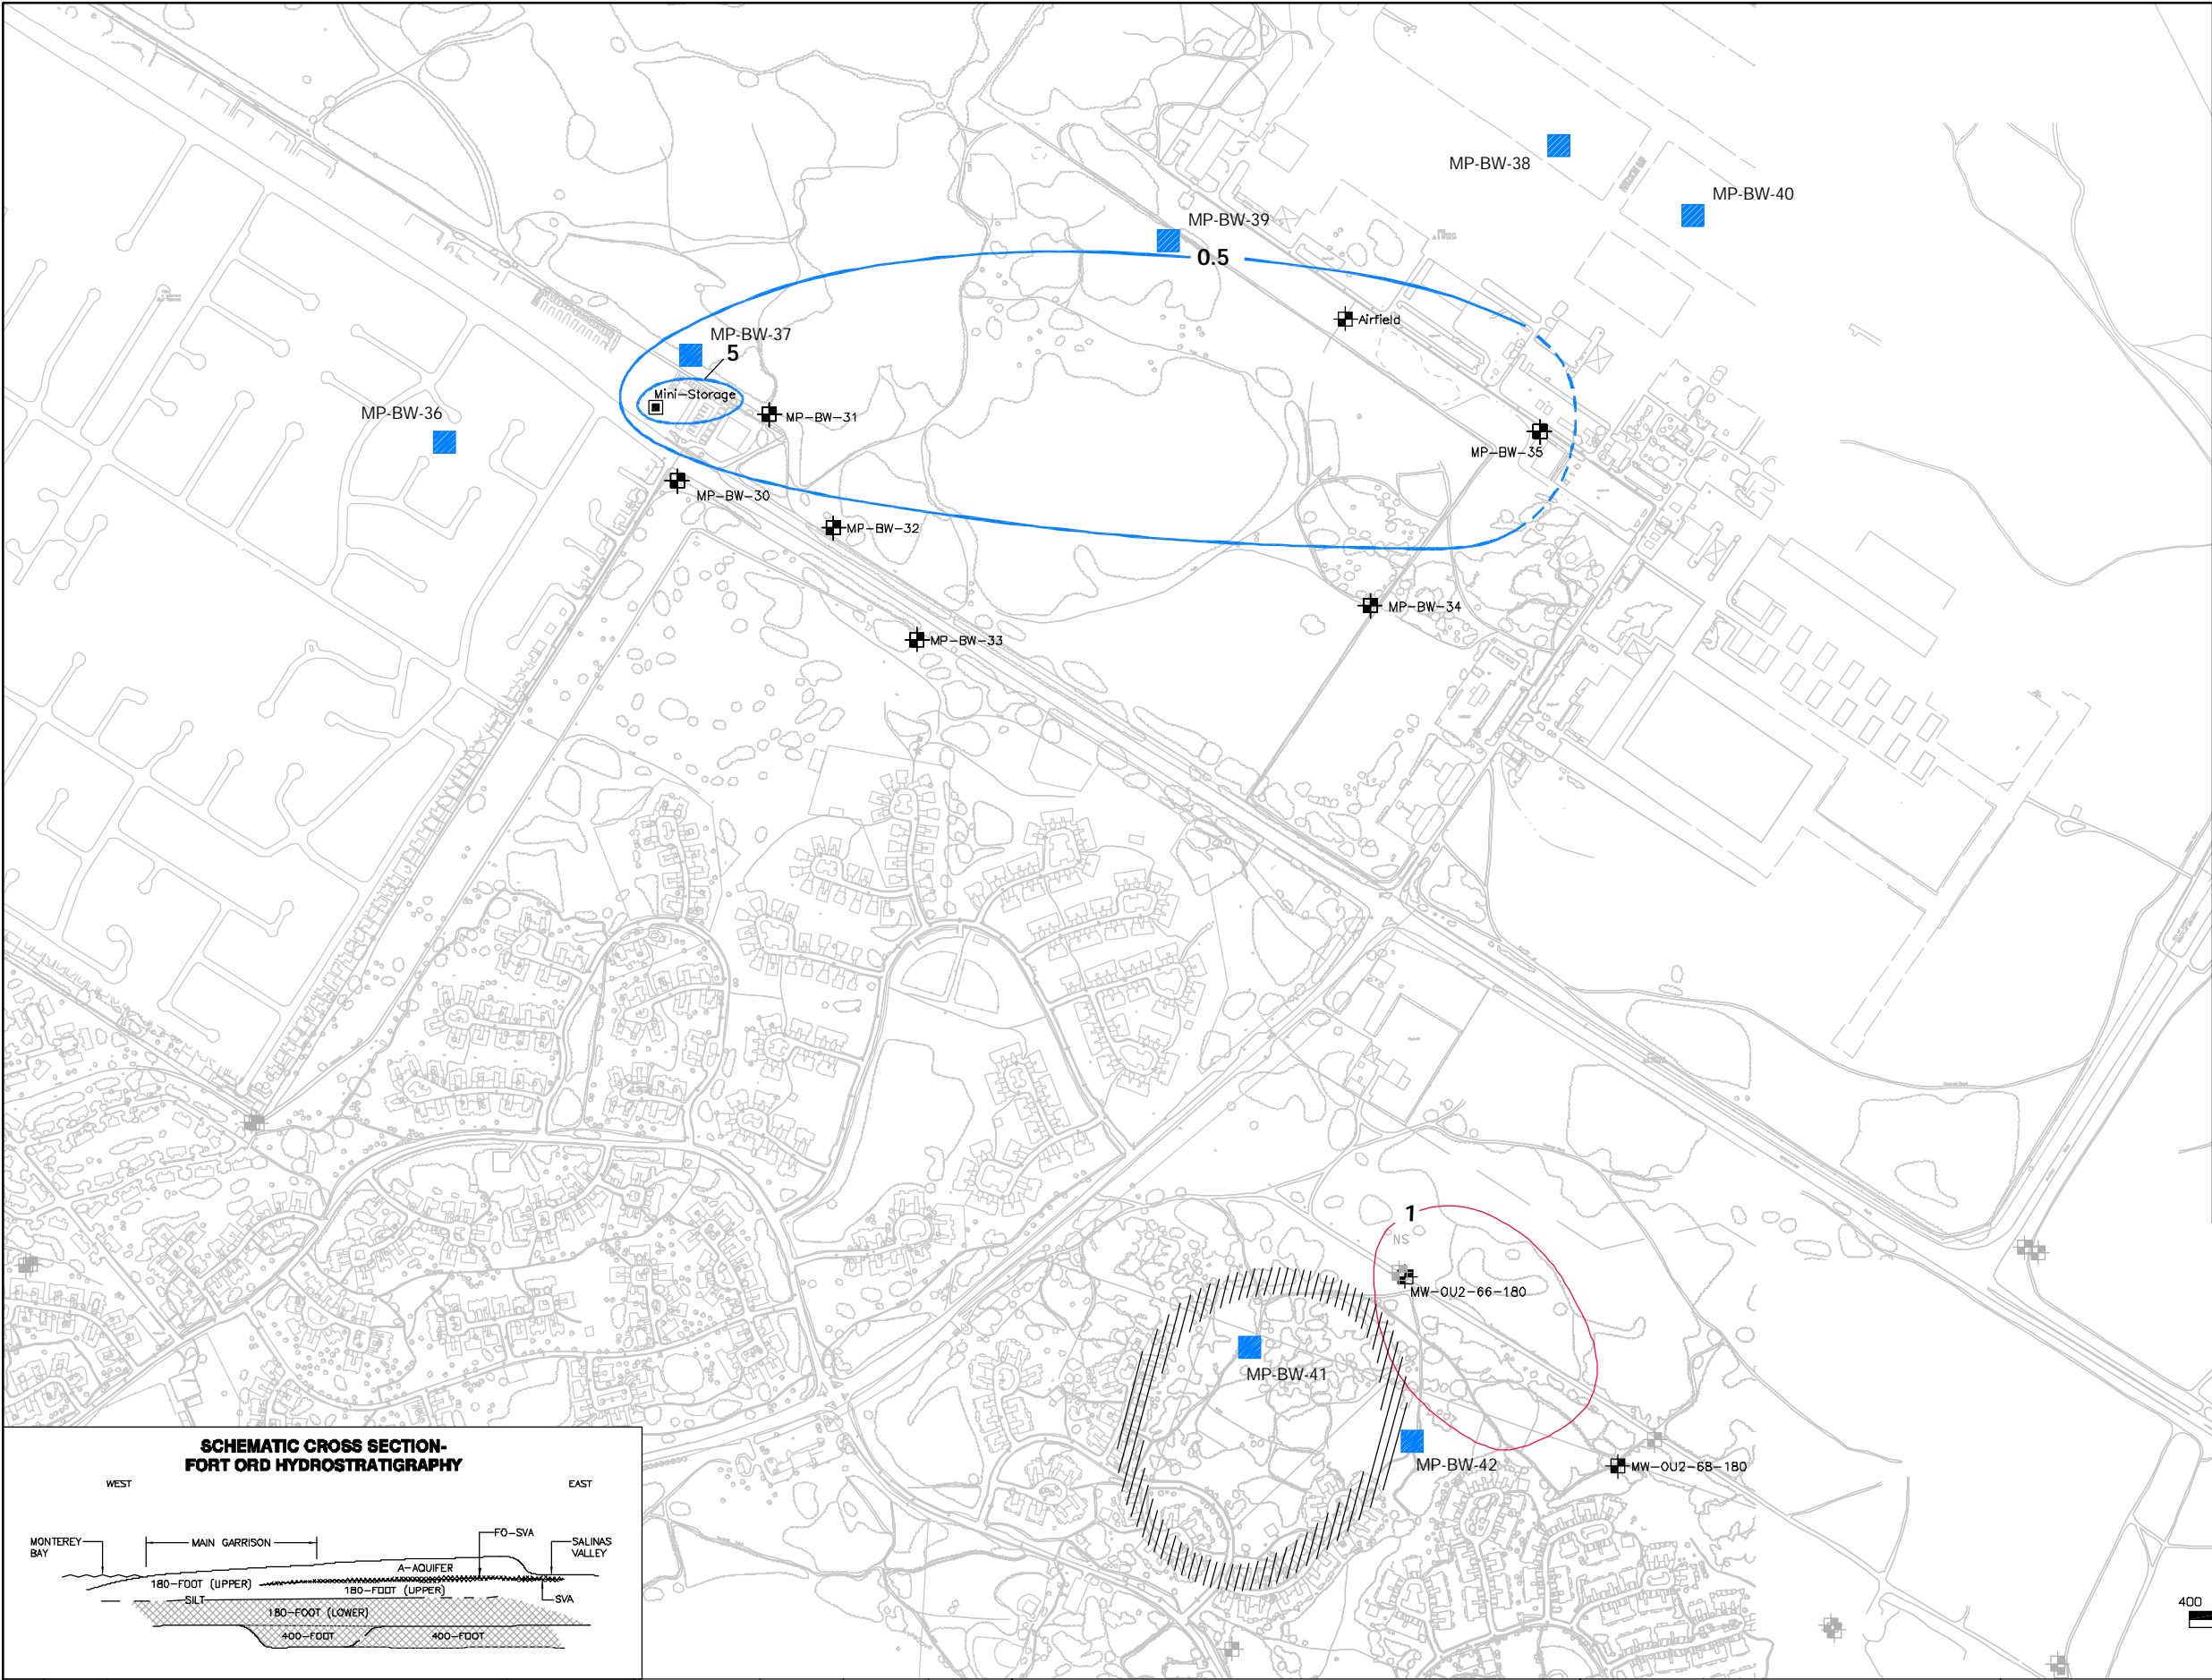 MP-BW-38
MP-BW-40
MP-BW-39
0.5
Airfield
MP-BW-37
5
Mini-Storage
MP-BW-36
MP-BW-31
MP-BW-35
MP-BW-30
MP-BW-32
MP-BW-34
MP-BW-33
1
NS
MW-OU2-66-180
MP-BW-41
MP-BW-42
MW-OU2-68-180
SCHEMATIC CROSS SECTION-
FORT ORD HYDROSTRATIGRAPHY
WEST
EAST
MONTEREY
BAY
MAIN GARRISON
FO-SVA
SALINAS
VALLEY
A-AQUIFER
180-FOOT (UPPER)
180-FOOT (UPPER)
SILT
SVA
180-FOOT (LOWER)
400-FOOT
400-FOOT
400